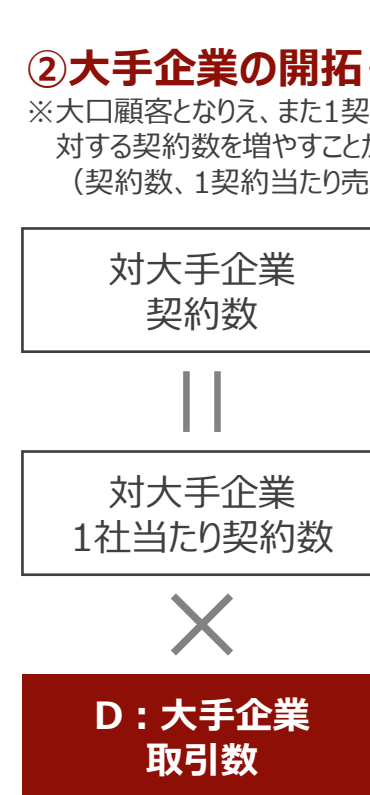 ②大手企業の開拓
※大口顧客となりえ、また1契
対する契約数を増やすこと
（契約数、1契約当たり売
対大手企業
契約数
||
対大手企業
1社当たり契約数
×
D：大手企業
取引数